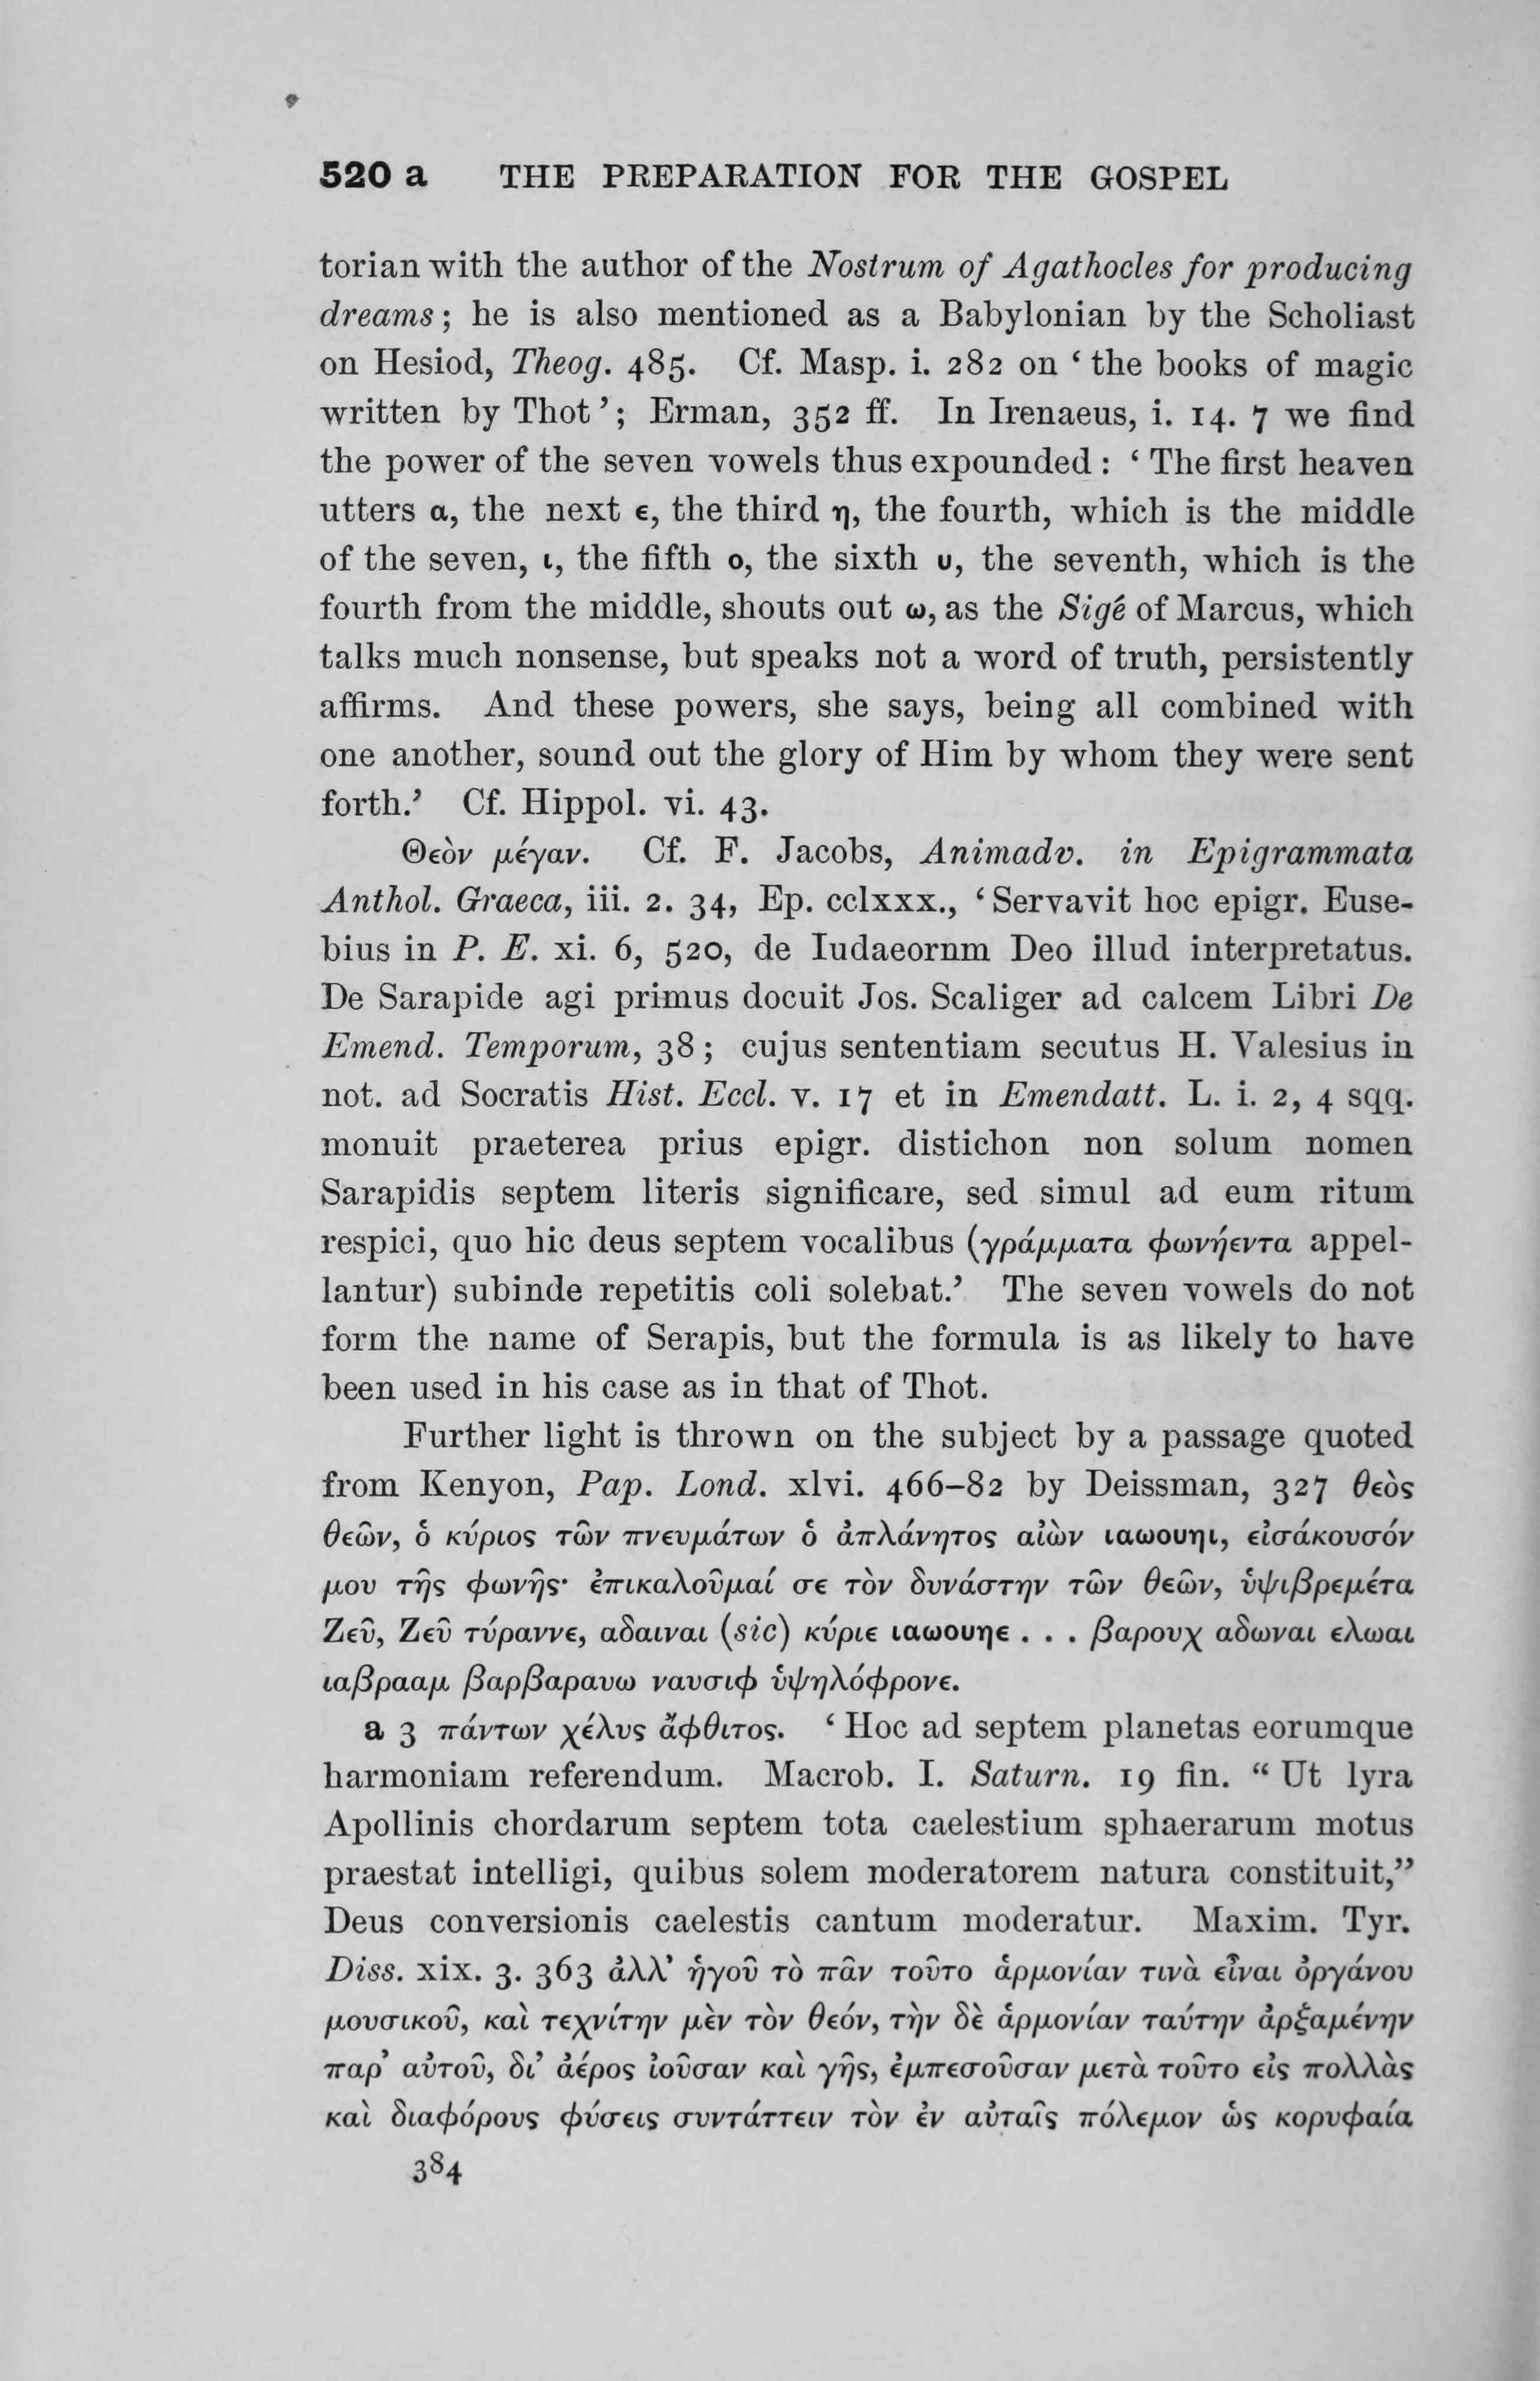 520 a THE PREPARATION FOR THE GOSPEL
torian with the author of the Nostrum of Agathocles for producing
dreams; he is also mentioned as a Babylonian by the Scholiast
on Hesiod, Theog. 485. Cf. Masp. i. 282 on ‘the books of magic
written by Thot’; Erman, 352 ff. In Irenaeus, i. 14. 7 we find
the power of the seven vowels thus expounded: ‘The first heaven
utters α, the next ε, the third η, the fourth, which is the middle
of the seven, ι, the fifth ο, the sixth υ, the seventh, which is the
fourth from the middle, shouts out ω, as the Sigé of Marcus, which
talks much nonsense, but speaks not a word of truth, persistently
affirms. And these powers, she says, being all combined with
one another, sound out the glory of Him by whom they were sent
forth.’ Cf. Hippol. vi. 43.
Θεὸν μέγαν. Cf. F. Jacobs, Animadv. in Epigrammata
Anthol. Graeca, iii. 2. 34, Ep. cclxxx., ‘Servavit hoc epigr. Euse-
bius in P. E. xi. 6, 520, de Iudaeornm Deo illud interpretatus.
De Sarapide agi primus docuit Jos. Scaliger ad calcem Libri De
Emend. Temporum, 38; cujus sententiam secutus H. Valesius in
not. ad Socratis Hist. Eccl. v. 17 et in Emendatt. L. i. 2, 4 sqq.
monuit praeterea prius epigr. distichon non solum nomen
Sarapidis septem literis significare, sed simul ad eum ritum
respici, quo hic deus septem vocalibus (γράμματα φωνήεντα appel-
lantur) subinde repetitis coli solebat.’ The seven vowels do not
form the name of Serapis, but the formula is as likely to have
been used in his case as in that of Thot.
Further light is thrown on the subject by a passage quoted
from Kenyon, Pap. Lond. xlvi. 466–82 by Deissman, 327 θεὸς
θεῶν, ὁ κύριος τῶν πνευμάτων ὁ ἀπλάνητος αἰὼν ιαωουηι, εἰσάκουσόν
μου τῆς φωνῆς· ἐπικαλοῦμαί σε τὸν δυνάστην τῶν θεῶν, ὑψιβρεμέτα
Ζεῦ, Ζεῦ τύραννε, αδαιναι (sic) κύριε ιαωουηε . . . βαρουχ αδωναι ελωαι
ιαβρααμ βαρβαραυω ναυσιφ ὑψηλόφρονε.
a 3 πάντων χέλυς ἄφθιτος. ‘Hoc ad septem planetas eorumque
harmoniam referendum. Macrob. I. Saturn. 19 fin. “Ut lyra
Apollinis chordarum septem tota caelestium sphaerarum motus
praestat intelligi, quibus solem moderatorem natura constituit,”
Deus conversionis caelestis cantum moderatur. Maxim. Tyr.
Diss. xix. 3. 363 ἀλλ’ ἡγοῦ τὸ πᾶν τοῦτο ἁρμονίαν τινὰ εἶναι ὀργάνου
μουσικοῦ, καὶ τεχνίτην μὲν τὸν θεόν, τὴν δὲ ἁρμονίαν ταύτην ἀρξαμένην
παρ’ αὐτοῦ, δι’ ἀέρος ἰοῦσαν καὶ γῆς, ἐμπεσοῦσαν μετὰ τοῦτο εἰς πολλὰς
καὶ διαφόρους φύσεις συντάττειν τὸν ἐν αὐταῖς πόλεμον ὡς κορυφαία
384